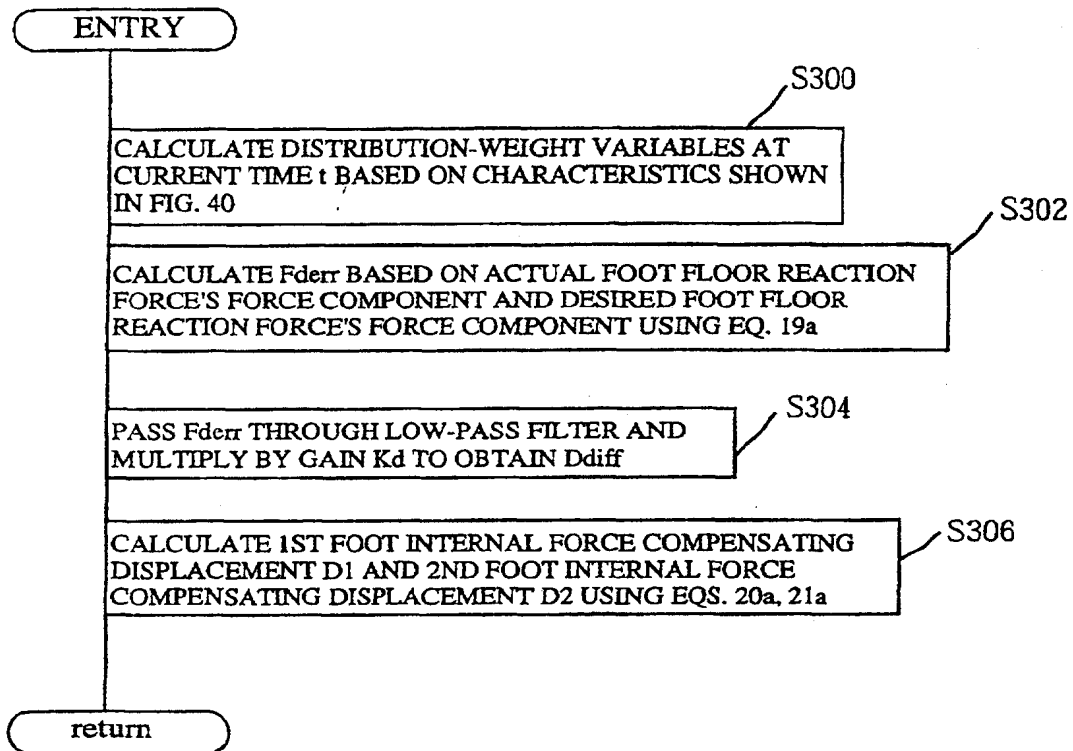 ENTRY
S300
CALCULATE DISTRIBUTION-WEIGHT VARIABLES AT
CURRENT TIME t BASED ON CHARACTERISTICS SHOWN
IN FIG. 40
S302
CALCULATE Fderr BASED ON ACTUAL FOOT FLOOR REACTION
FORCE'S FORCE COMPONENT AND DESIRED FOOT FLOOR
REACTION FORCE'S FORCE COMPONENT USING EQ. 19a
S304
PASS Fderr THROUGH LOW-PASS FILTER AND
MULTIPLY BY GAIN Kd TO OBTAIN Ddiff
S306
CALCULATE 1ST FOOT INTERNAL FORCE COMPENSATING
DISPLACEMENT D1 AND 2ND FOOT INTERNAL FORCE
COMPENSATING DISPLACEMENT D2 USING EQS. 20a, 21a
return